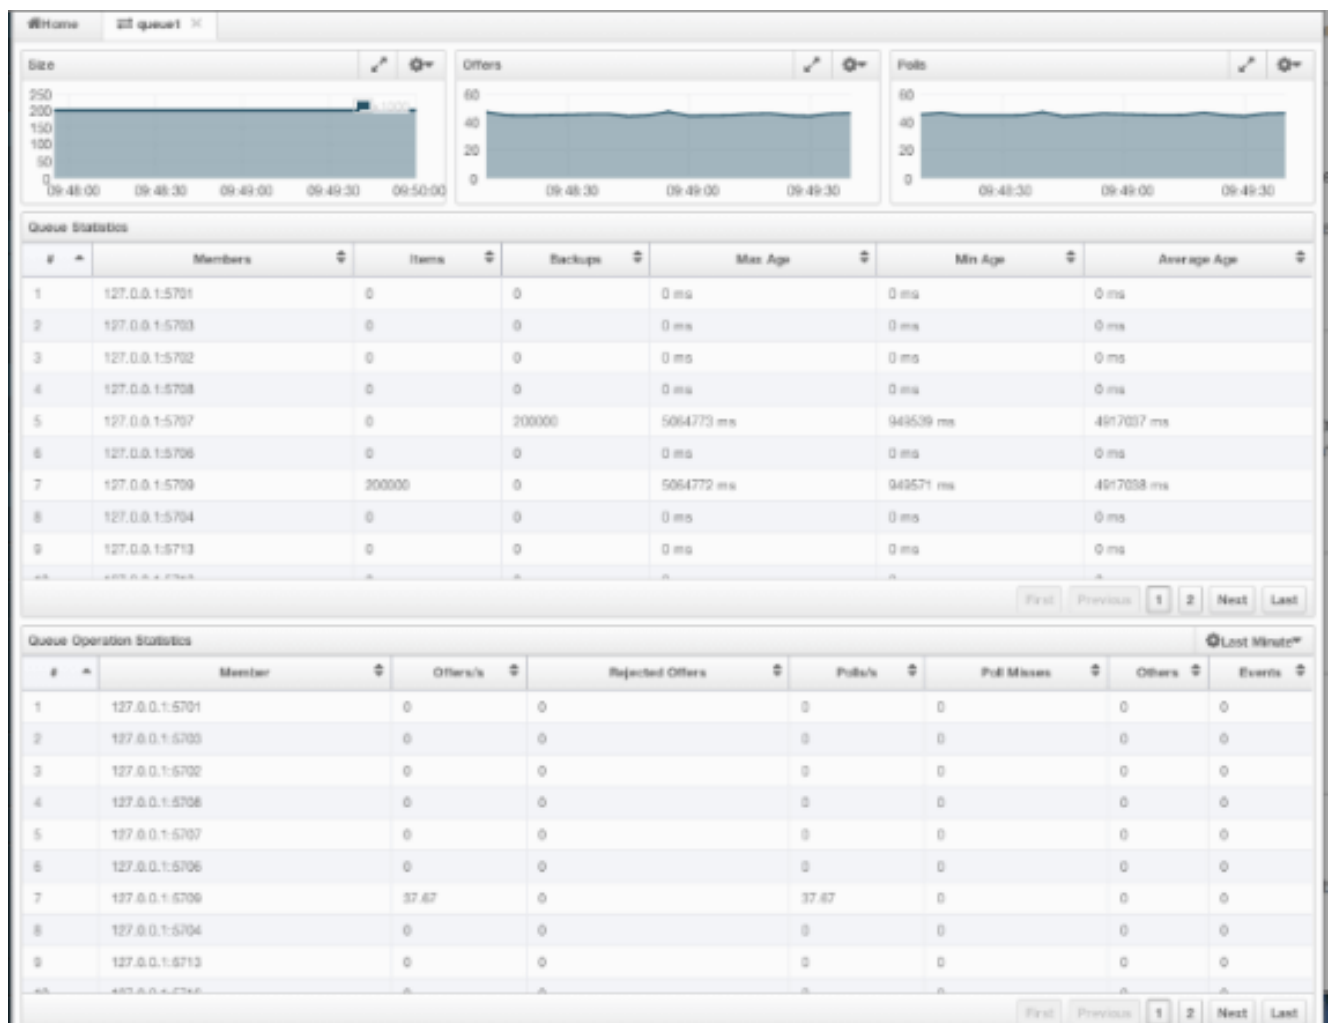 Home queue1
Size Offers Polls
250 60 60
200 x1000
150 40 40
100 20 20
50
0 0 0
09:48:00 09:48:30 09:49:00 09:49:30 09:50:00 09:48:30 09:49:00 09:49:30 09:48:30 09:49:00 09:49:30
Queue Statistics
# Members Items Backups Max Age Min Age Average Age
1 127.0.0.1:5701 0 0 0 ms 0 ms 0 ms
2 127.0.0.1:5703 0 0 0 ms 0 ms 0 ms
3 127.0.0.1:5702 0 0 0 ms 0 ms 0 ms
4 127.0.0.1:5708 0 0 0 ms 0 ms 0 ms
5 127.0.0.1:5707 0 200000 5064773 ms 949539 ms 4917037 ms
6 127.0.0.1:5706 0 0 0 ms 0 ms 0 ms
7 127.0.0.1:5709 200000 0 5064772 ms 949571 ms 4917038 ms
8 127.0.0.1:5704 0 0 0 ms 0 ms 0 ms
9 127.0.0.1:5713 0 0 0 ms 0 ms 0 ms
First Previous 1 2 Next Last
Queue Operation Statistics Last Minute
# Member Offers/s Rejected Offers Polls/s Poll Misses Others Events
1 127.0.0.1:5701 0 0 0 0 0 0
2 127.0.0.1:5703 0 0 0 0 0 0
3 127.0.0.1:5702 0 0 0 0 0 0
4 127.0.0.1:5708 0 0 0 0 0 0
5 127.0.0.1:5707 0 0 0 0 0 0
6 127.0.0.1:5706 0 0 0 0 0 0
7 127.0.0.1:5709 37.67 0 37.67 0 0 0
8 127.0.0.1:5704 0 0 0 0 0 0
9 127.0.0.1:5713 0 0 0 0 0 0
First Previous 1 2 Next Last